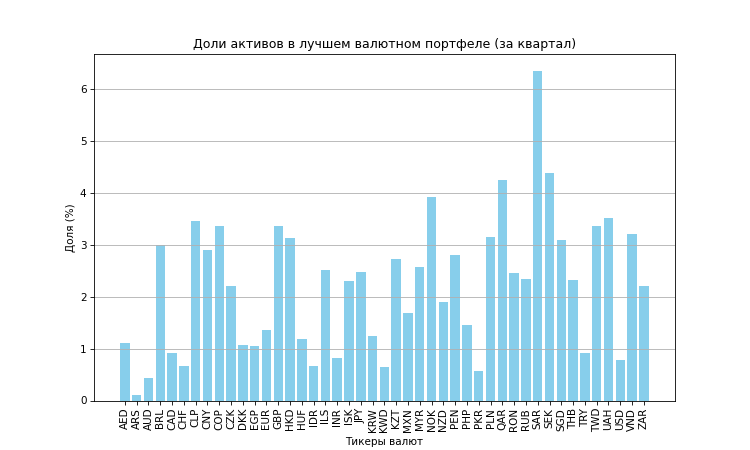 Доли активов в лучшем валютном портфеле (за квартал)
Доля (%)
6
5
4
3
2
1
0
AED ARS AUD BRL CAD CHF CLP CNY COP CZK DKK EGP EUR GBP HKD HUF IDR ILS INR ISK JPY KRW KWD KZT MXN MYR NOK NZD PEN PHP PKR PLN QAR RON RUB SAR SEK SGD THB TRY TWD UAH USD VND ZAR
Тикеры валют